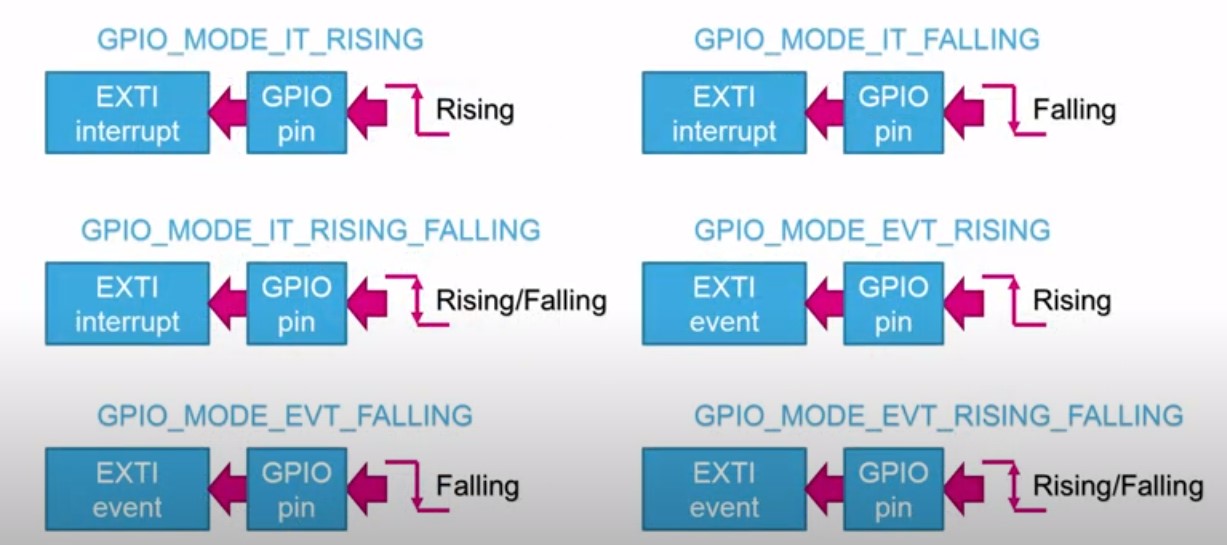 GPIO_MODE_IT_RISING
EXTI
interrupt
GPIO
pin
Rising
GPIO_MODE_IT_FALLING
EXTI
interrupt
GPIO
pin
Falling
GPIO_MODE_IT_RISING_FALLING
EXTI
interrupt
GPIO
pin
Rising/Falling
GPIO_MODE_EVT_RISING
EXTI
event
GPIO
pin
Rising
GPIO_MODE_EVT_FALLING
EXTI
event
GPIO
pin
Falling
GPIO_MODE_EVT_RISING_FALLING
EXTI
event
GPIO
pin
Rising/Falling